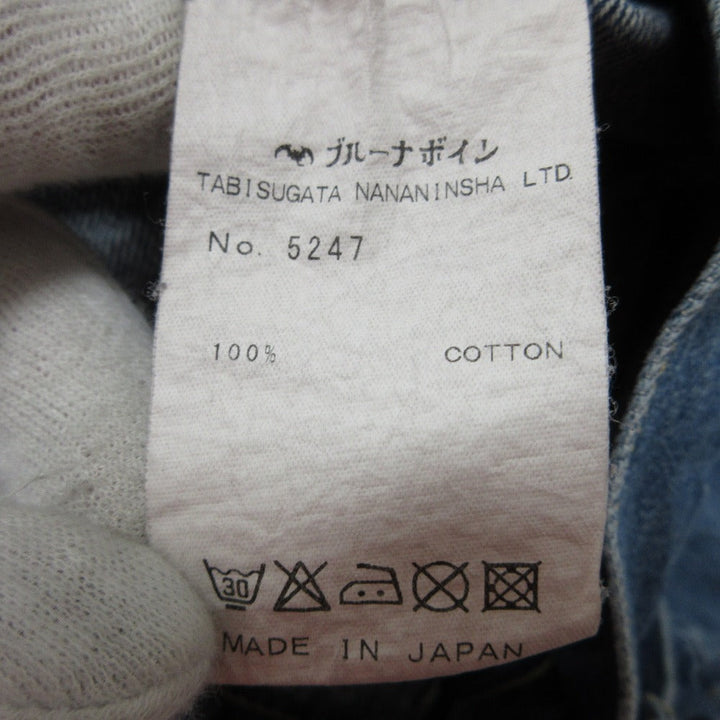 ブルーナボイン
TABISUGATA NANANINSHA LTD.
No. 5247
100% COTTON
30
MADE IN JAPAN